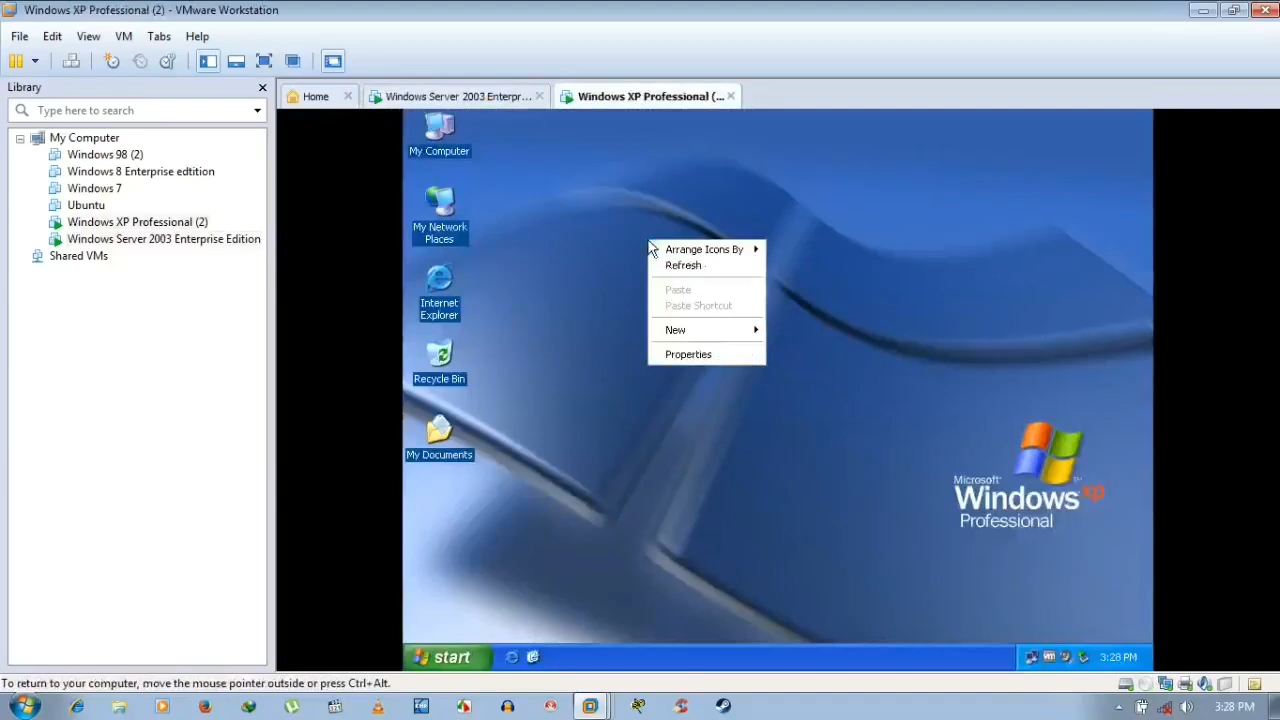 Windows XP Professional (2) - VMware Workstation
File Edit View VM Tabs Help
Library
Type here to search
My Computer
Windows 98 (2)
Windows 8 Enterprise edtition
Windows 7
Ubuntu
Windows XP Professional (2)
Windows Server 2003 Enterprise Edition
Shared VMs
Home
Windows Server 2003 Enterpr...
Windows XP Professional (...
My Computer
My Network
Places
Internet
Explorer
Recycle Bin
My Documents
Arrange Icons By
Refresh
Paste
Paste Shortcut
New
Properties
Microsoft
Windows xp
Professional
start
3:28 PM
To return to your computer, move the mouse pointer outside or press Ctrl+Alt.
3:28 PM